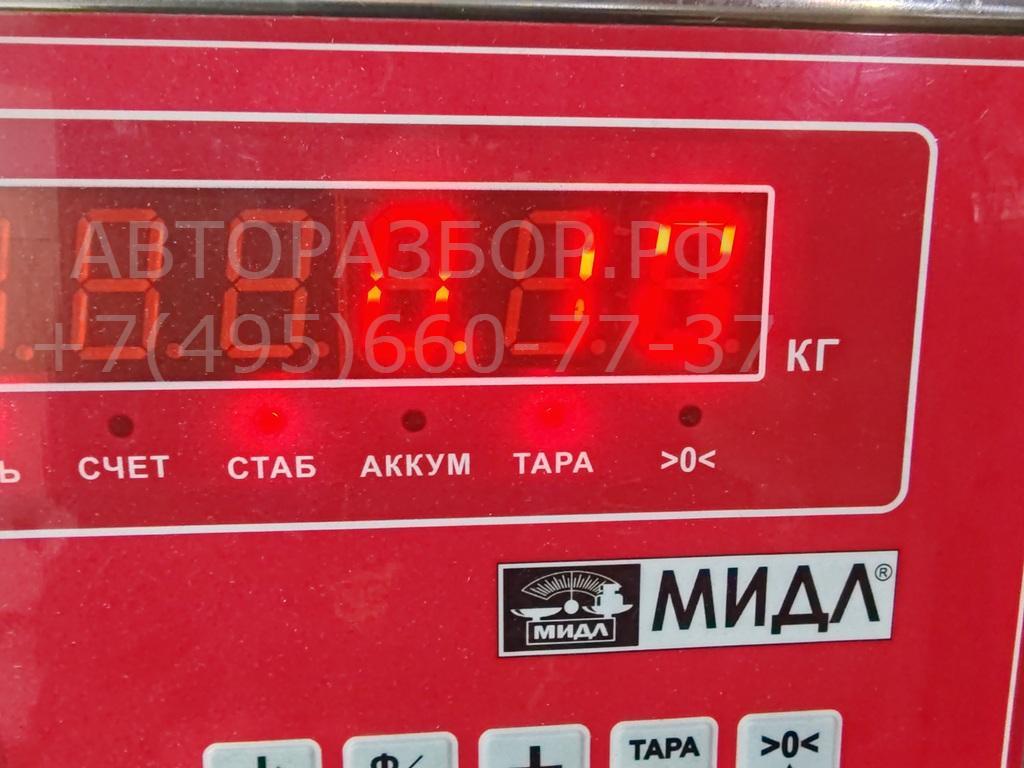 АВТОРАЗБОР.РФ
+7(495)660-77-37
КГ
Ь СЧЕТ СТАБ АККУМ ТАРА >0<
МИДЛ МИДЛ®
ТАРА >0<